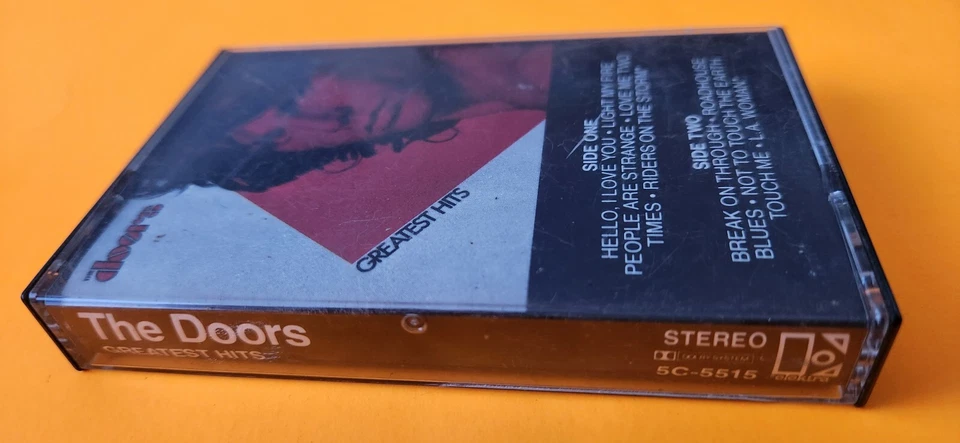 the
doors
GREATEST HITS
SIDE ONE
HELLO, I LOVE YOU • LIGHT MY FIRE
PEOPLE ARE STRANGE • LOVE ME TWO
TIMES • RIDERS ON THE STORM*
SIDE TWO
BREAK ON THROUGH • ROADHOUSE
BLUES • NOT TO TOUCH THE EARTH
TOUCH ME • L.A. WOMAN*
The Doors
GREATEST HITS
STEREO
DOLBY SYSTEM
5C-5515
elektra